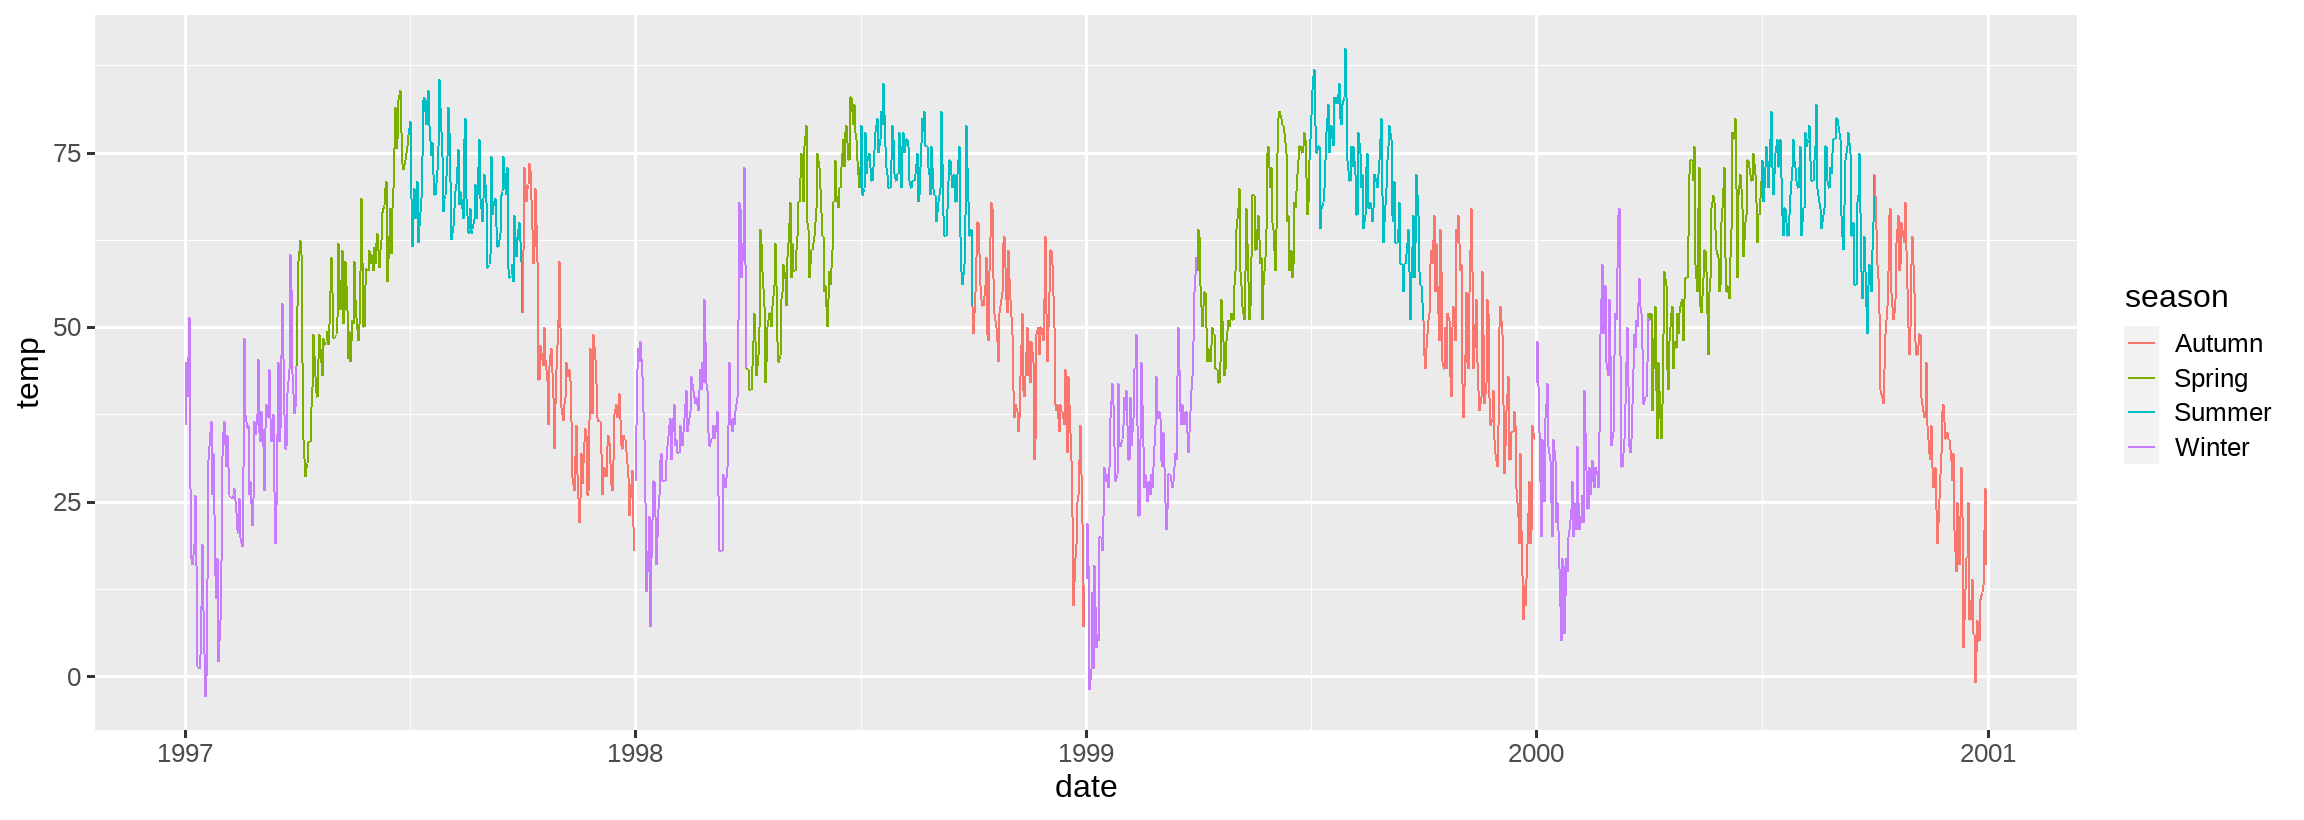 temp
75
50
25
0
1997 1998 1999 2000 2001
date
season
Autumn
Spring
Summer
Winter